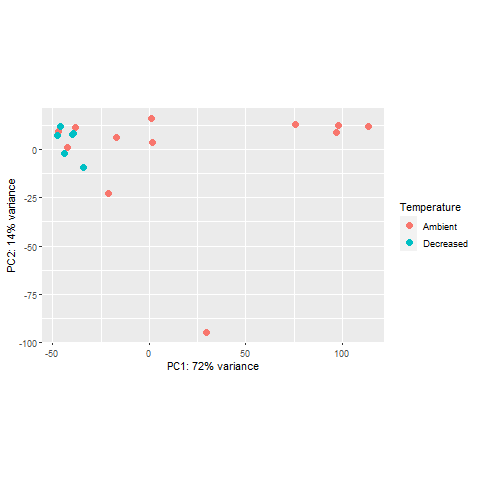 0
-25
-50
-75
-100
-50
0
50
100
PC1: 72% variance
PC2: 14% variance
Temperature
Ambient
Decreased